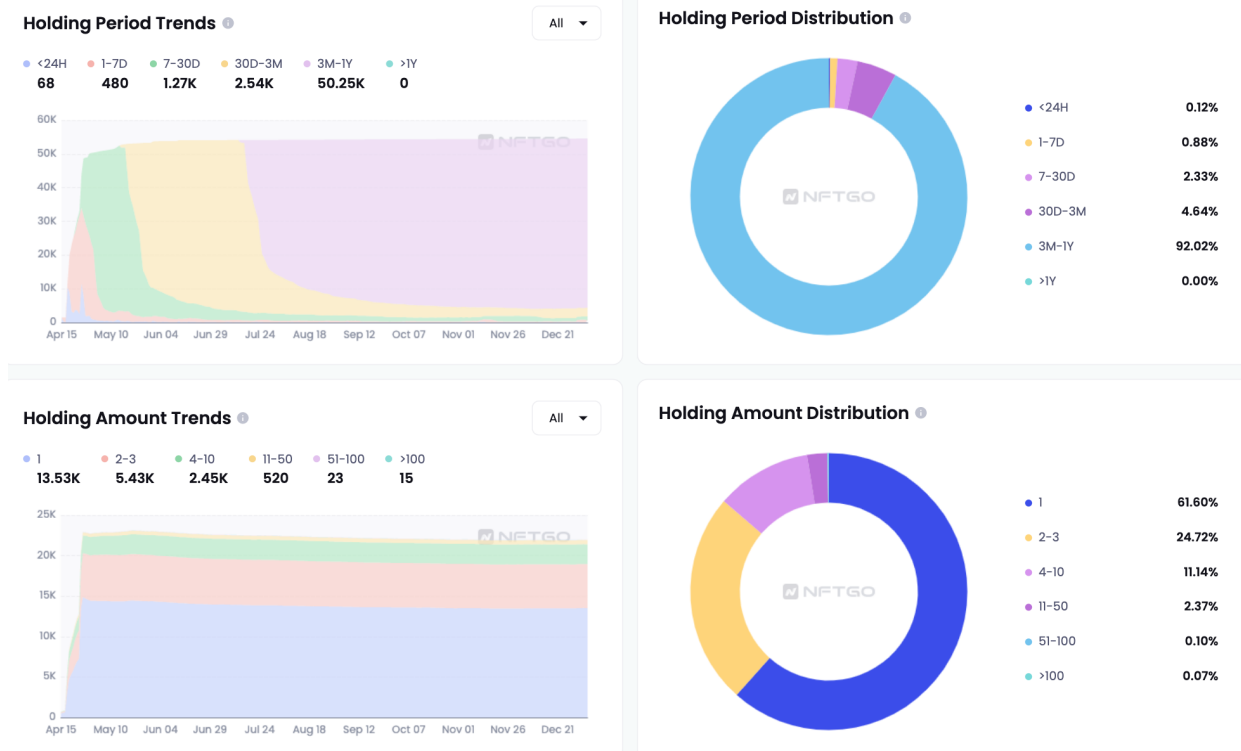 Holding Period Trends
All
<24H 1-7D 7-30D 30D-3M 3M-1Y >1Y
68 480 1.27K 2.54K 50.25K 0
60K
50K
40K
30K
20K
10K
0
NFTGO
Apr 15 May 10 Jun 04 Jun 29 Jul 24 Aug 18 Sep 12 Oct 07 Nov 01 Nov 26 Dec 21
Holding Period Distribution
NFTGO
<24H 0.12%
1-7D 0.88%
7-30D 2.33%
30D-3M 4.64%
3M-1Y 92.02%
>1Y 0.00%
Holding Amount Trends
All
1 2-3 4-10 11-50 51-100 >100
13.53K 5.43K 2.45K 520 23 15
25K
20K
15K
10K
5K
0
NFTGO
Apr 15 May 10 Jun 04 Jun 29 Jul 24 Aug 18 Sep 12 Oct 07 Nov 01 Nov 26 Dec 21
Holding Amount Distribution
NFTGO
1 61.60%
2-3 24.72%
4-10 11.14%
11-50 2.37%
51-100 0.10%
>100 0.07%